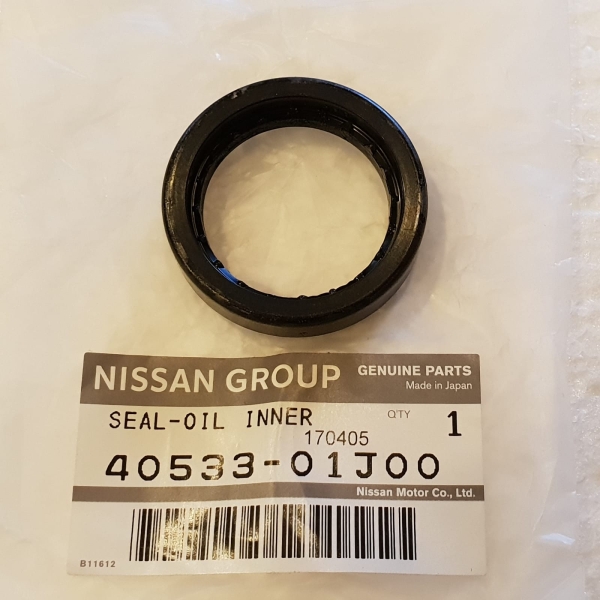 NISSAN GROUP GENUINE PARTS
Made in Japan
SEAL-OIL INNER Q'TY 1
170405
40533-01J00
Nissan Motor Co., Ltd.
B11612